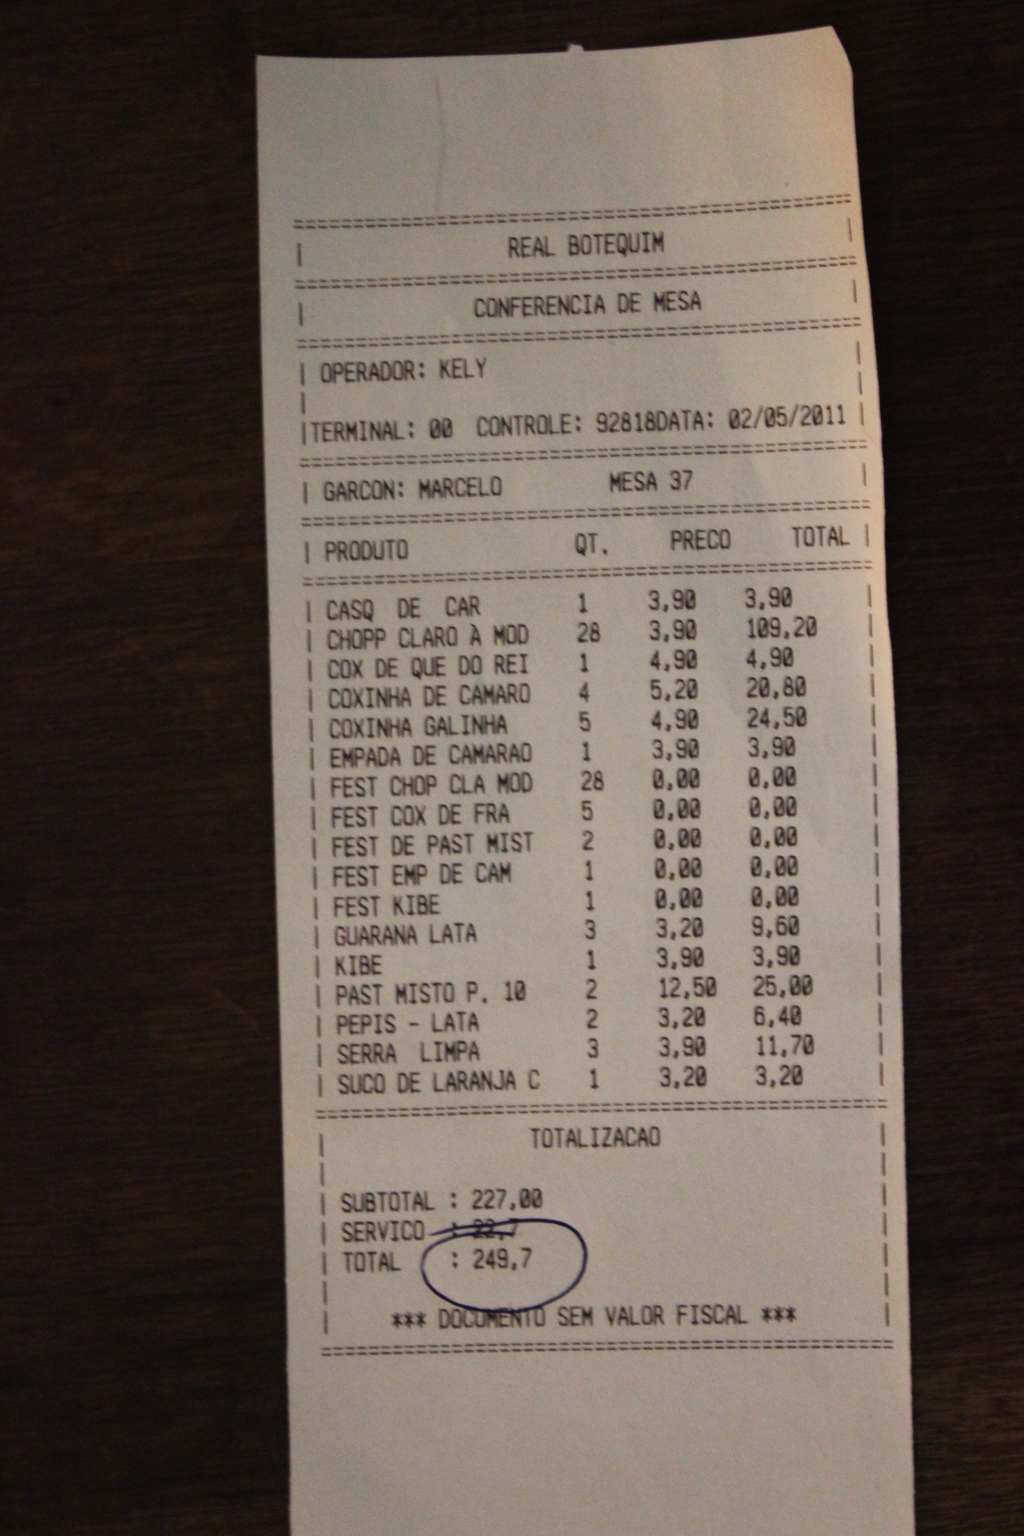 REAL BOTEQUIM
CONFERENCIA DE MESA
OPERADOR: KELY
TERMINAL: 00 CONTROLE: 92818DATA: 02/05/2011
GARCON: MARCELO MESA 37
PRODUTO QT. PRECO TOTAL
CASQ DE CAR 1 3,90 3,90
CHOPP CLARO À MOD 28 3,90 109,20
COX DE QUE DO REI 1 4,90 4,90
COXINHA DE CAMARO 4 5,20 20,80
COXINHA GALINHA 5 4,90 24,50
EMPADA DE CAMARAO 1 3,90 3,90
FEST CHOP CLA MOD 28 0,00 0,00
FEST COX DE FRA 5 0,00 0,00
FEST DE PAST MIST 2 0,00 0,00
FEST EMP DE CAM 1 0,00 0,00
FEST KIBE 1 0,00 0,00
GUARANA LATA 3 3,20 9,60
KIBE 1 3,90 3,90
PAST MISTO P. 10 2 12,50 25,00
PEPIS - LATA 2 3,20 6,40
SERRA LIMPA 3 3,90 11,70
SUCO DE LARANJA C 1 3,20 3,20
TOTALIZACAO
SUBTOTAL : 227,00
SERVICO : 22,7
TOTAL : 249,7
*** DOCUMENTO SEM VALOR FISCAL ***